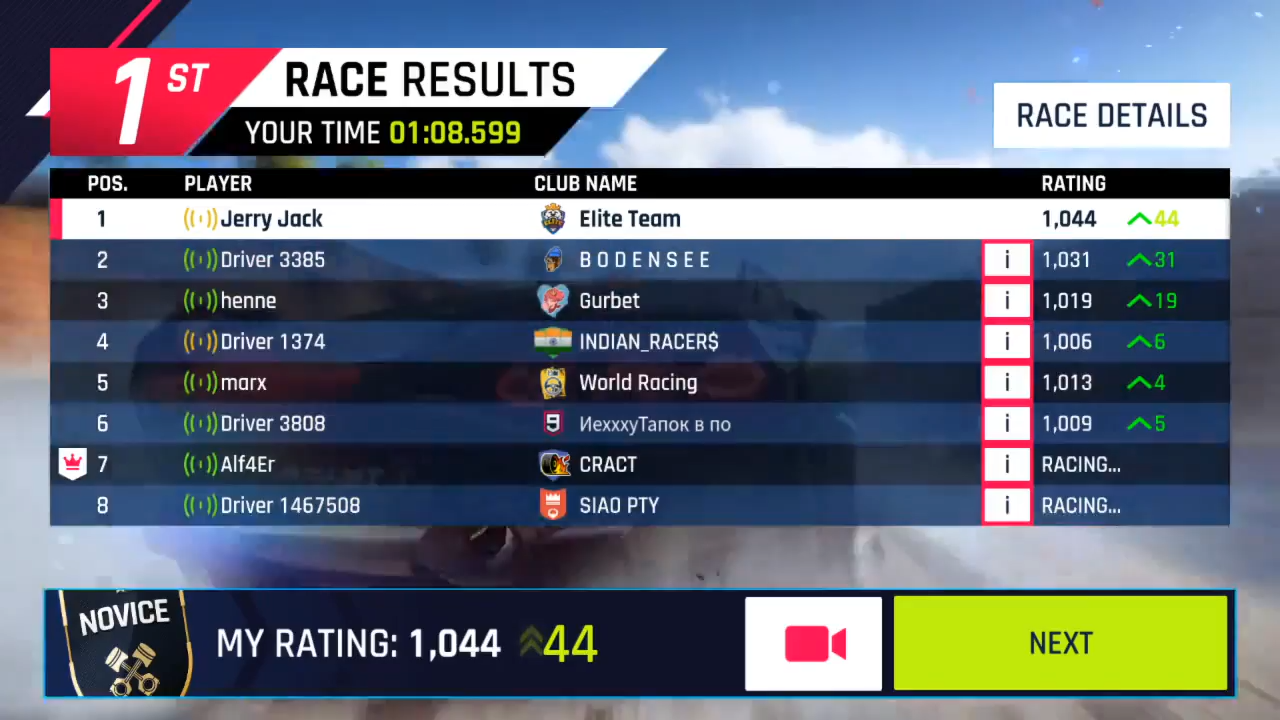 1 ST
RACE RESULTS
YOUR TIME 01:08.599
RACE DETAILS
POS. PLAYER CLUB NAME RATING
1 Jerry Jack Elite Team 1,044 44
2 Driver 3385 B O D E N S E E i 1,031 31
3 henne Gurbet i 1,019 19
4 Driver 1374 INDIAN_RACER$ i 1,006 6
5 marx World Racing i 1,013 4
6 Driver 3808 9 ИеxxxyТапок в по i 1,009 5
7 Alf4Er CRACT i RACING...
8 Driver 1467508 SIAO PTY i RACING...
NOVICE
MY RATING: 1,044 44
NEXT